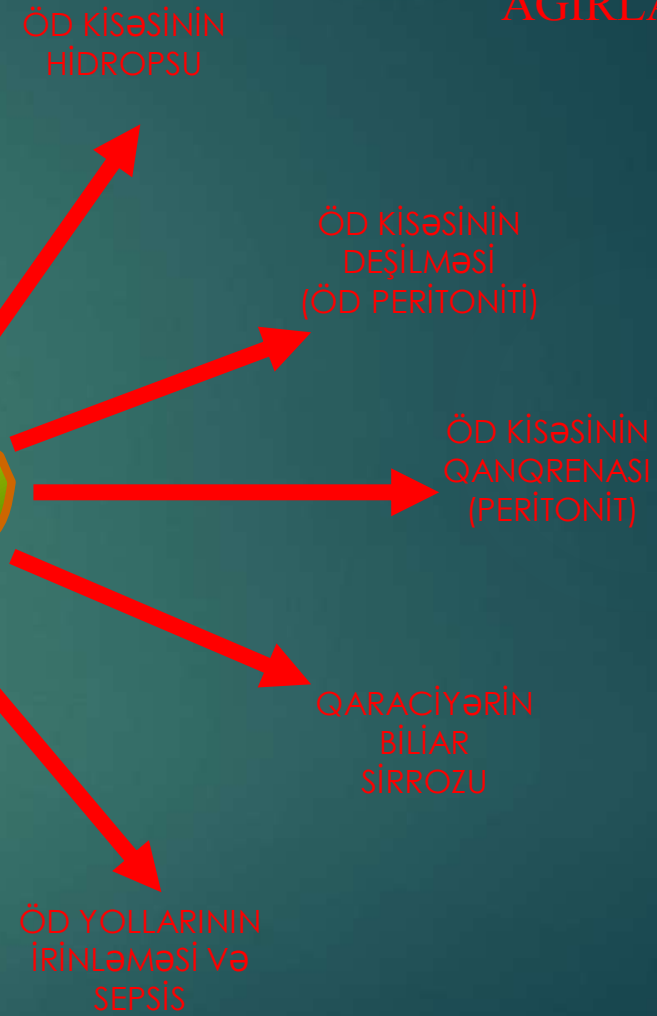 ÖD KİSƏSİNİN
HİDROPSU
ÖD KİSƏSİNİN
DEŞİLMƏSİ
(ÖD PERİTONİTİ)
ÖD KİSƏSİNİN
QANQRENASI
(PERİTONİT)
QARACİYƏRİN
BİLİAR
SİRROZU
ÖD YOLLARININ
İRİNLƏMƏSİ VƏ
SEPSİS